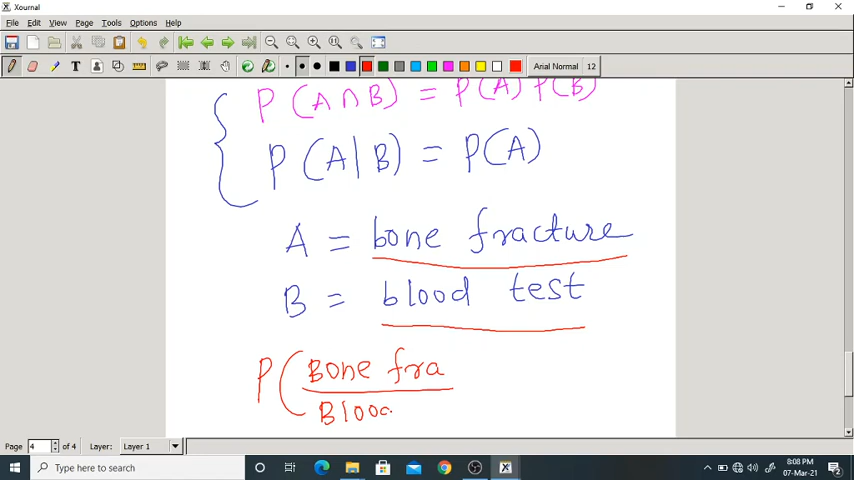 Xournal
File Edit View Page Tools Options Help
Arial Normal 12
P (A ∩ B) = P(A) P(B)
P (A | B) = P(A)
A = bone fracture
B = blood test
P ( Bone fra
Blood
Page 4 of 4 Layer: Layer 1
Type here to search
8:08 PM
07-Mar-21